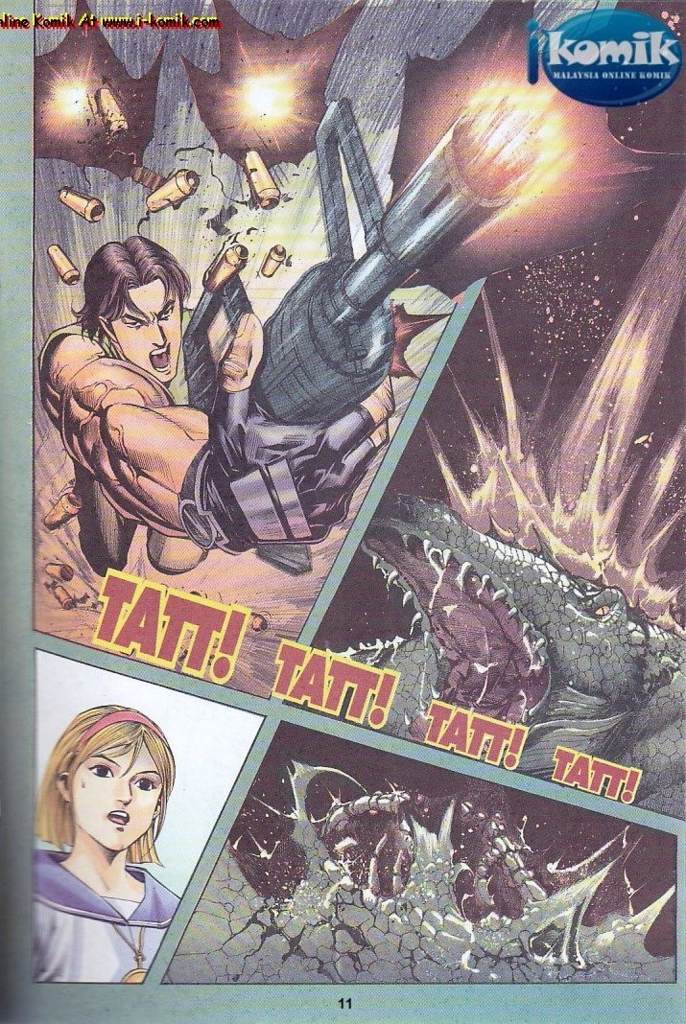 nline Komik At www.i-komik.com
ikomik
MALAYSIA ONLINE KOMIK
TATT!
TATT!
TATT!
TATT!
11